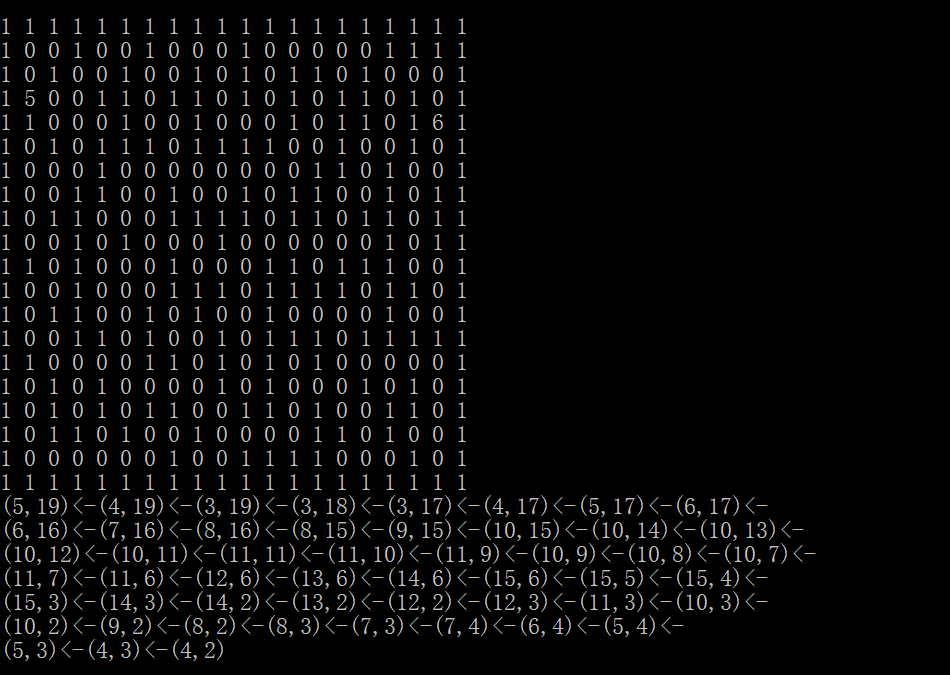 1 1 1 1 1 1 1 1 1 1 1 1 1 1 1 1 1 1 1 1
1 0 0 1 0 0 1 0 0 0 1 0 0 0 0 0 1 1 1 1
1 0 1 0 0 1 0 0 1 0 1 0 1 1 0 1 0 0 0 1
1 5 0 0 1 1 0 1 1 0 1 0 1 0 1 1 0 1 0 1
1 1 0 0 0 1 0 0 1 0 0 0 1 0 1 1 0 1 6 1
1 0 1 0 1 1 1 0 1 1 1 1 0 0 1 0 0 1 0 1
1 0 0 0 1 0 0 0 0 0 0 0 0 1 1 0 1 0 0 1
1 0 0 1 1 0 0 1 0 0 1 0 1 1 0 0 1 0 1 1
1 0 1 1 0 0 0 1 1 1 1 0 1 1 0 1 1 0 1 1
1 0 0 1 0 1 0 0 0 1 0 0 0 0 0 0 1 0 1 1
1 1 0 1 0 0 0 1 0 0 0 1 1 0 1 1 1 0 0 1
1 0 0 1 0 0 0 1 1 1 0 1 1 1 1 0 1 1 0 1
1 0 1 1 0 0 1 0 1 0 0 1 0 0 0 0 1 0 0 1
1 0 0 1 1 0 1 0 0 1 0 1 1 1 0 1 1 1 1 1
1 1 0 0 0 0 1 1 0 1 0 1 0 1 0 0 0 0 0 1
1 0 1 0 1 0 0 0 0 1 0 1 0 0 0 1 0 1 0 1
1 0 1 0 1 0 1 1 0 0 1 1 0 1 0 0 1 1 0 1
1 0 1 1 0 1 0 0 1 0 0 0 0 1 1 0 1 0 0 1
1 0 0 0 0 0 0 1 0 0 1 1 1 1 0 0 0 1 0 1
1 1 1 1 1 1 1 1 1 1 1 1 1 1 1 1 1 1 1 1
(5,19)<-(4,19)<-(3,19)<-(3,18)<-(3,17)<-(4,17)<-(5,17)<-(6,17)<-
(6,16)<-(7,16)<-(8,16)<-(8,15)<-(9,15)<-(10,15)<-(10,14)<-(10,13)<-
(10,12)<-(10,11)<-(11,11)<-(11,10)<-(11,9)<-(10,9)<-(10,8)<-(10,7)<-
(11,7)<-(11,6)<-(12,6)<-(13,6)<-(14,6)<-(15,6)<-(15,5)<-(15,4)<-
(15,3)<-(14,3)<-(14,2)<-(13,2)<-(12,2)<-(12,3)<-(11,3)<-(10,3)<-
(10,2)<-(9,2)<-(8,2)<-(8,3)<-(7,3)<-(7,4)<-(6,4)<-(5,4)<-
(5,3)<-(4,3)<-(4,2)